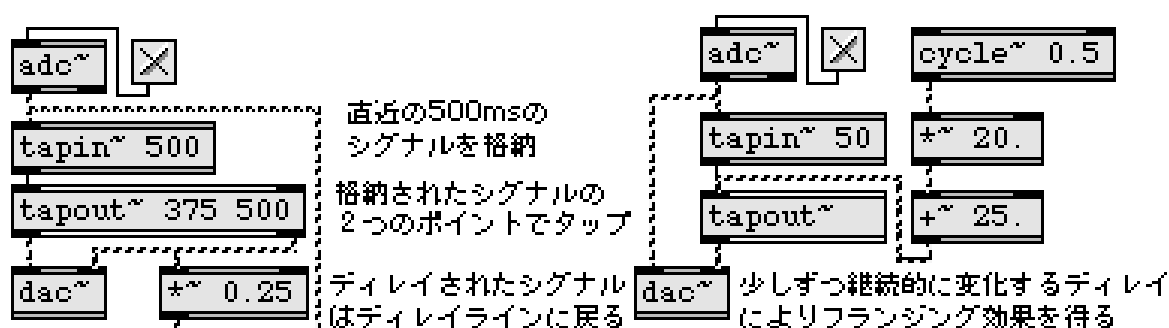 adc~
tapin~ 500
tapout~ 375 500
dac~
*~ 0.25
直近の500msの
シグナルを格納
格納されたシグナルの
2つのポイントでタップ
ディレイされたシグナル
はディレイラインに戻る
adc~
cycle~ 0.5
tapin~ 50
*~ 20.
tapout~
+~ 25.
dac~
少しずつ継続的に変化するディレイ
によりフランジング効果を得る